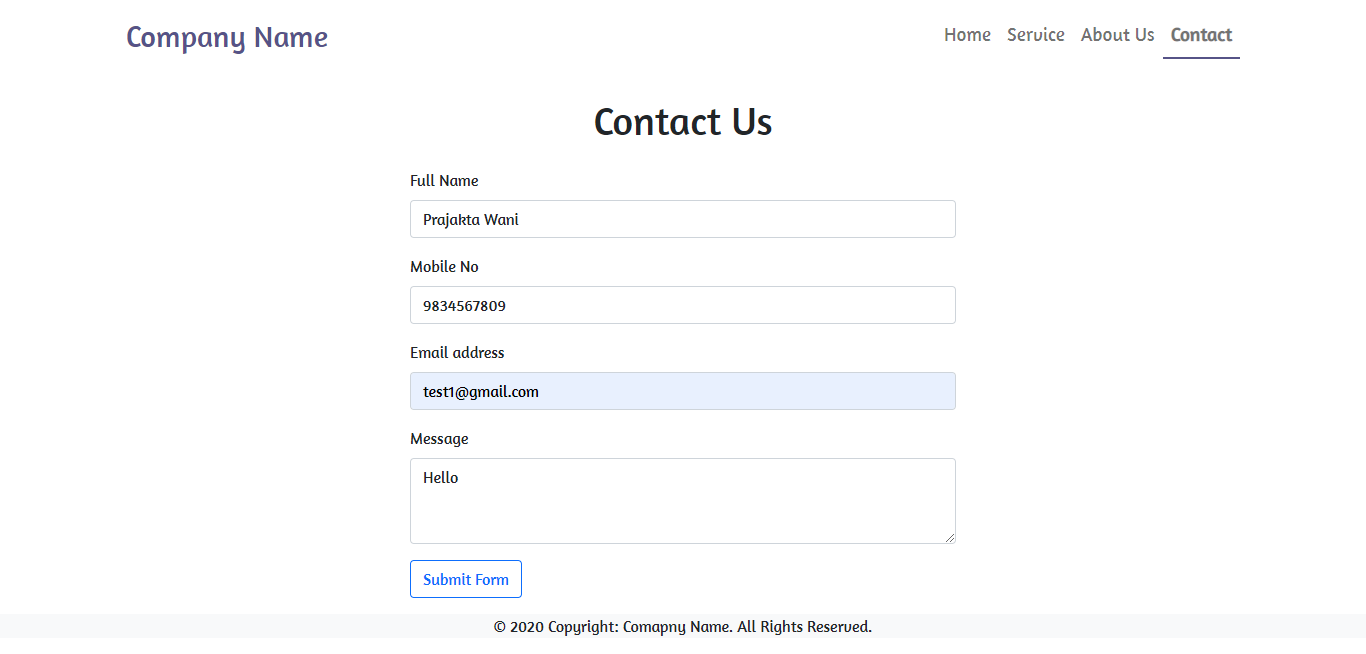 Company Name
Home Service About Us Contact
Contact Us
Full Name
Prajakta Wani
Mobile No
9834567809
Email address
test1@gmail.com
Message
Hello
Submit Form
© 2020 Copyright: Comapny Name. All Rights Reserved.